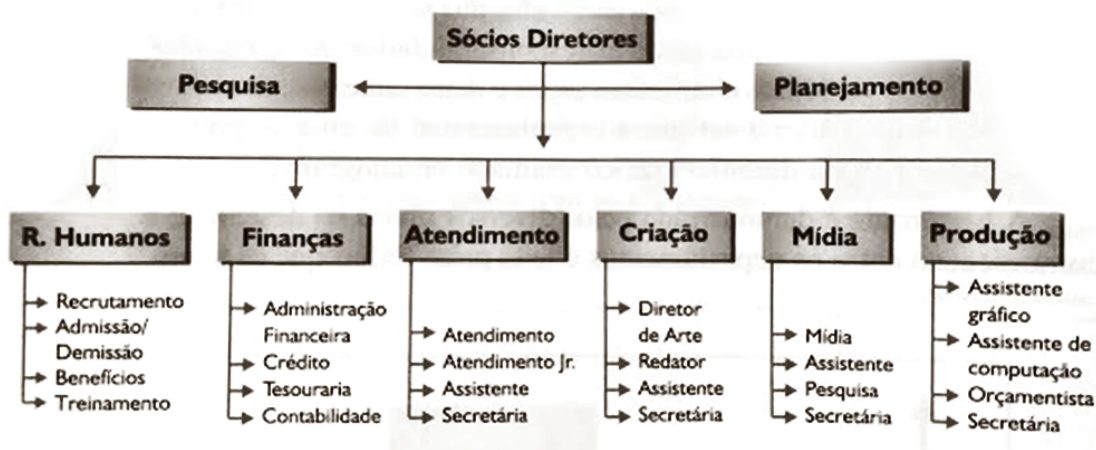 Sócios Diretores
Pesquisa
Planejamento
R. Humanos
Recrutamento
Admissão/
Demissão
Benefícios
Treinamento
Finanças
Administração
Financeira
Crédito
Tesouraria
Contabilidade
Atendimento
Atendimento
Atendimento Jr.
Assistente
Secretária
Criação
Diretor
de Arte
Redator
Assistente
Secretária
Mídia
Mídia
Assistente
Pesquisa
Secretária
Produção
Assistente
gráfico
Assistente de
computação
Orçamentista
Secretária